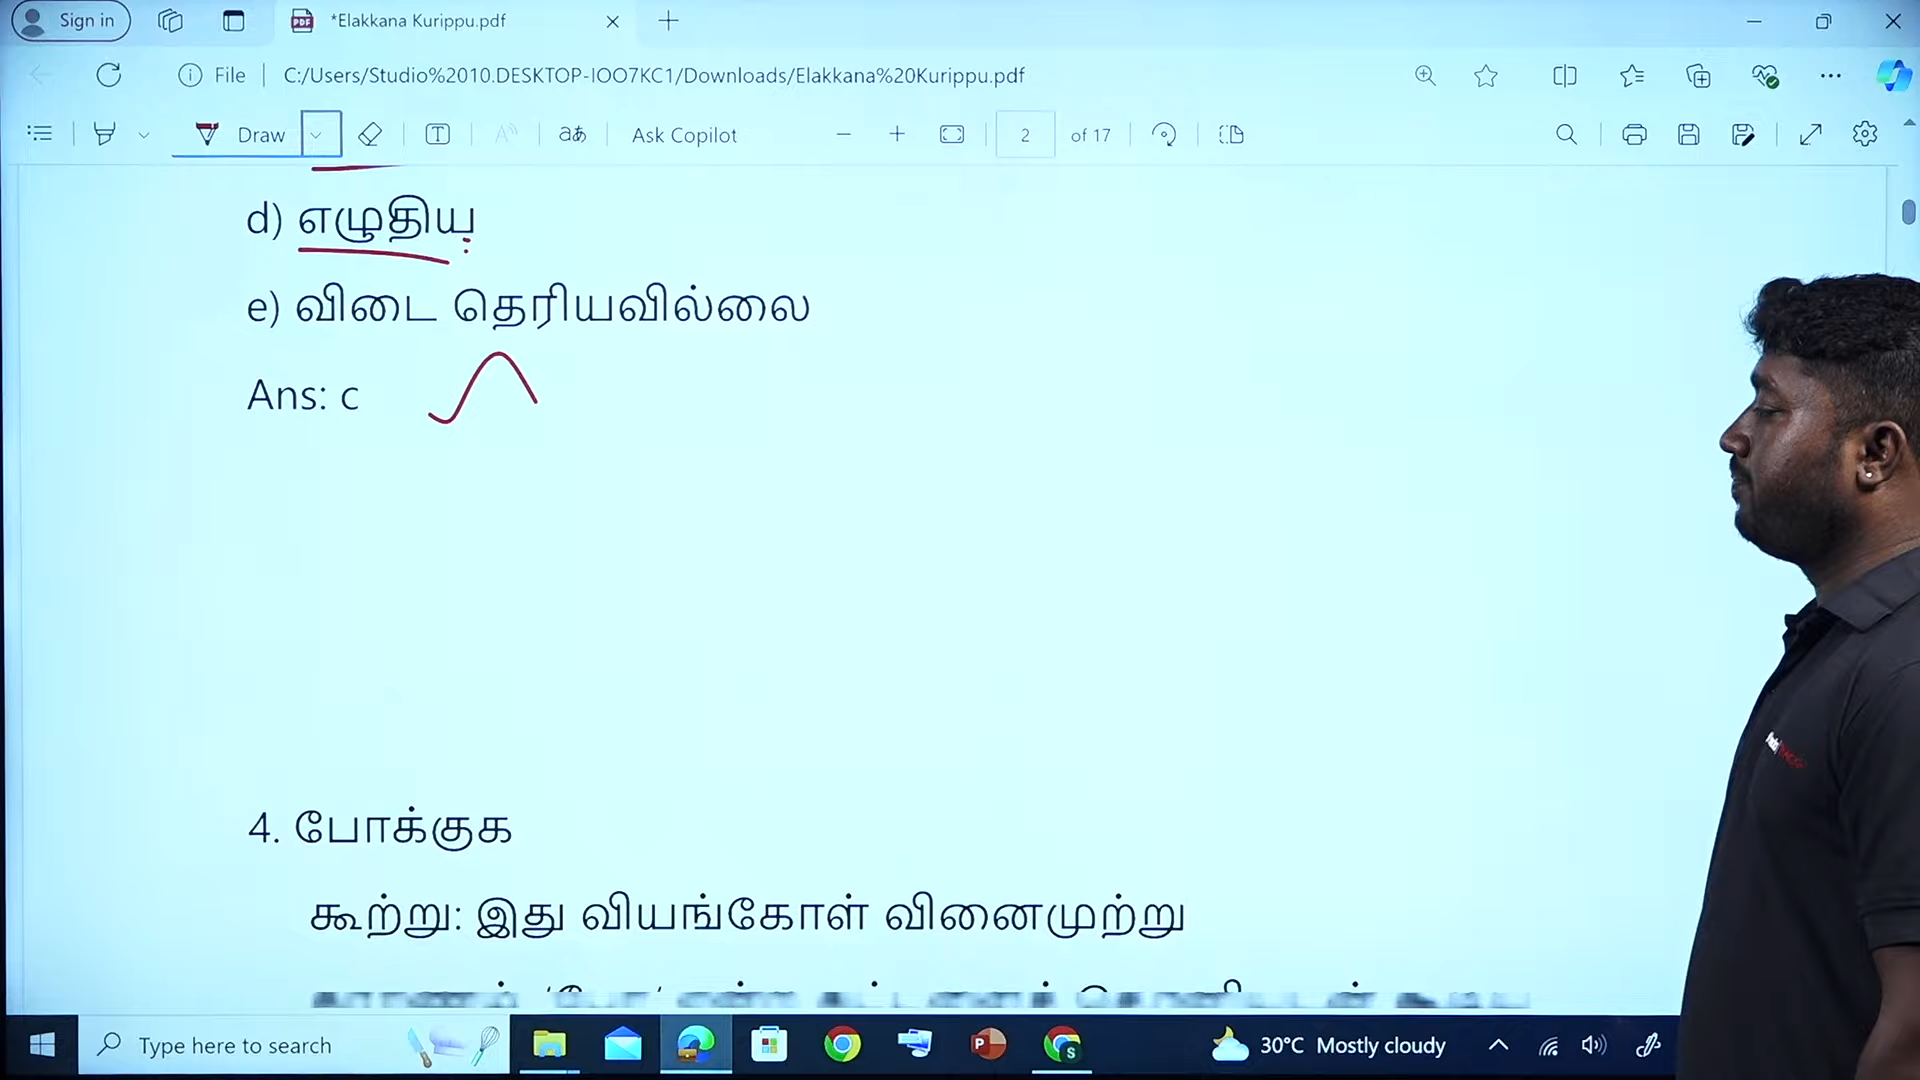 Sign in
*Elakkana Kurippu.pdf
File
C:/Users/Studio%2010.DESKTOP-IOO7KC1/Downloads/Elakkana%20Kurippu.pdf
Draw
Ask Copilot
2 of 17
d) எழுதிய
e) விடை தெரியவில்லை
Ans: c
4. போக்குக
கூற்று: இது வியங்கோள் வினைமுற்று
Type here to search
30°C Mostly cloudy